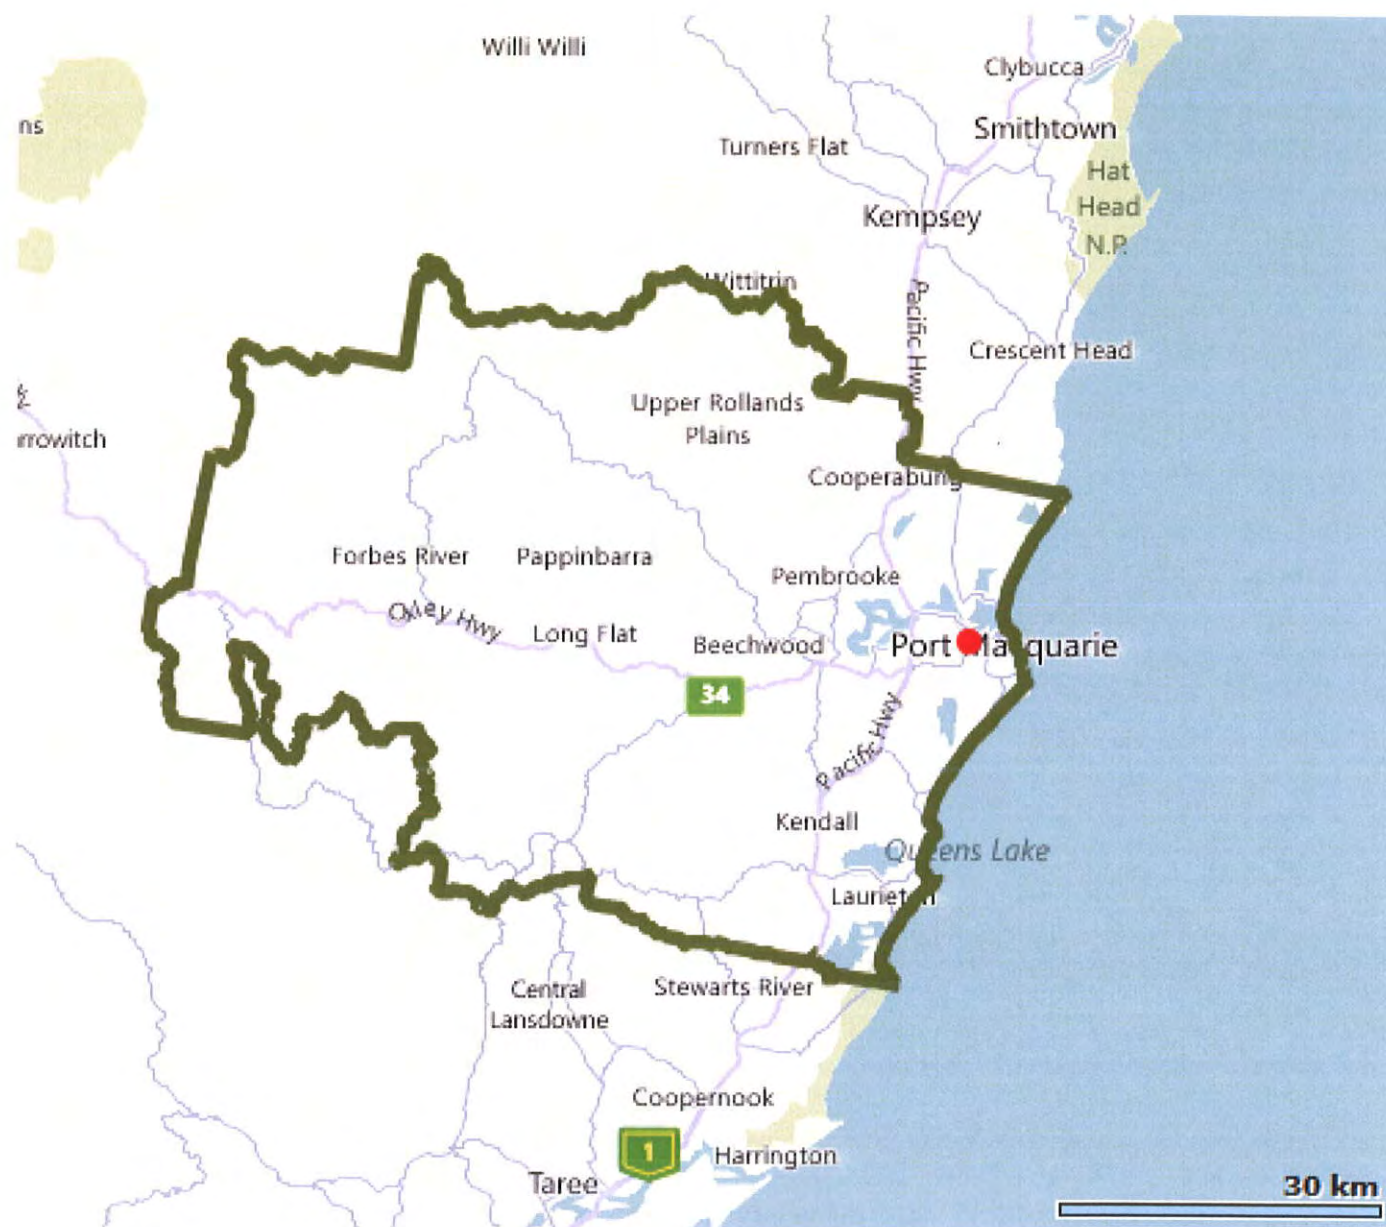 Willi Willi
Clybucca
ns
Smithtown
Turners Flat
Hat
Head
N.P.
Kempsey
Wittitrin
Pacific Hwy
Crescent Head
Upper Rollands
Plains
rrowitch
Cooperabung
Forbes River
Pappinbarra
Pembrooke
Oxley Hwy
Long Flat
Beechwood
Port Macquarie
34
Pacific Hwy
Kendall
Queens Lake
Laurieton
Central
Lansdowne
Stewarts River
Coopernook
1
Harrington
Taree
30 km